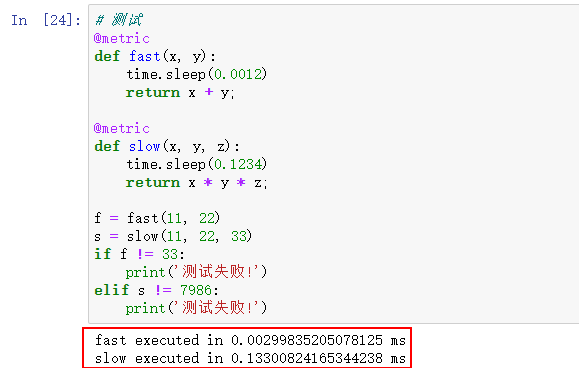 In [24]: # 测试
@metric
def fast(x, y):
    time.sleep(0.0012)
    return x + y;
@metric
def slow(x, y, z):
    time.sleep(0.1234)
    return x * y * z;
f = fast(11, 22)
s = slow(11, 22, 33)
if f != 33:
    print('测试失败!')
elif s != 7986:
    print('测试失败!')
fast executed in 0.00299835205078125 ms
slow executed in 0.13300824165344238 ms